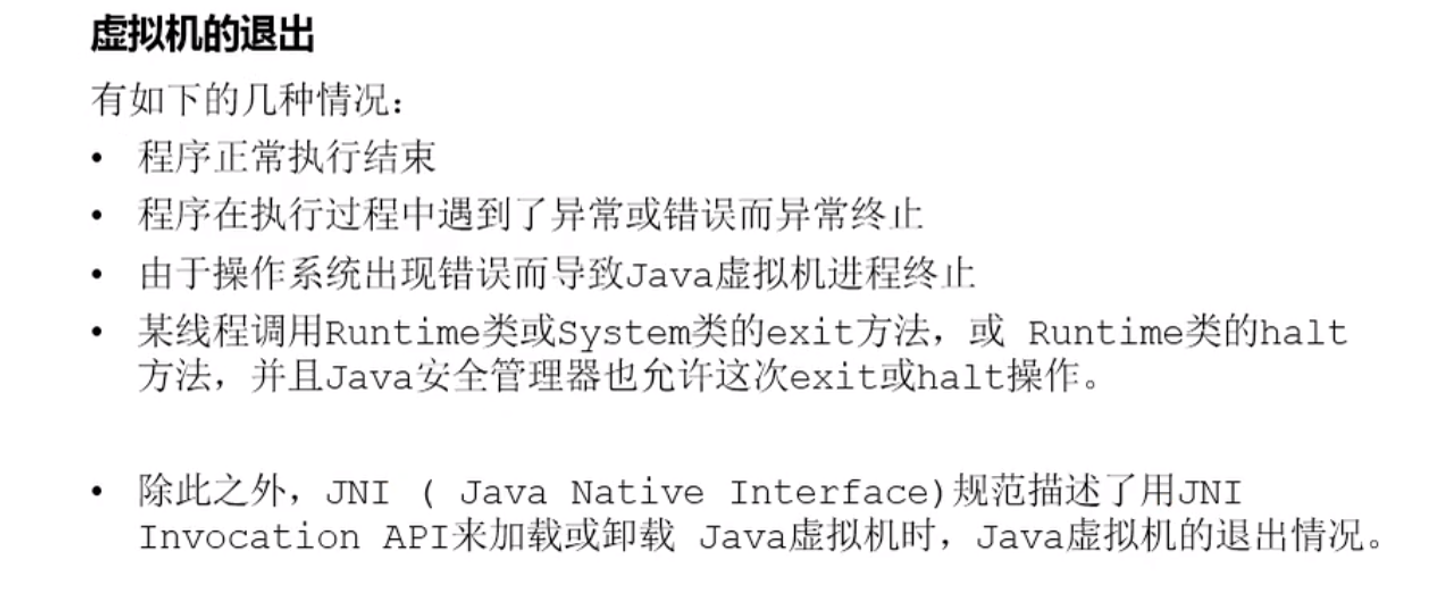 虚拟机的退出
有如下的几种情况：
• 程序正常执行结束
• 程序在执行过程中遇到了异常或错误而异常终止
• 由于操作系统出现错误而导致Java虚拟机进程终止
• 某线程调用Runtime类或System类的exit方法，或 Runtime类的halt
方法，并且Java安全管理器也允许这次exit或halt操作。
• 除此之外，JNI ( Java Native Interface)规范描述了用JNI
Invocation API来加载或卸载 Java虚拟机时，Java虚拟机的退出情况。